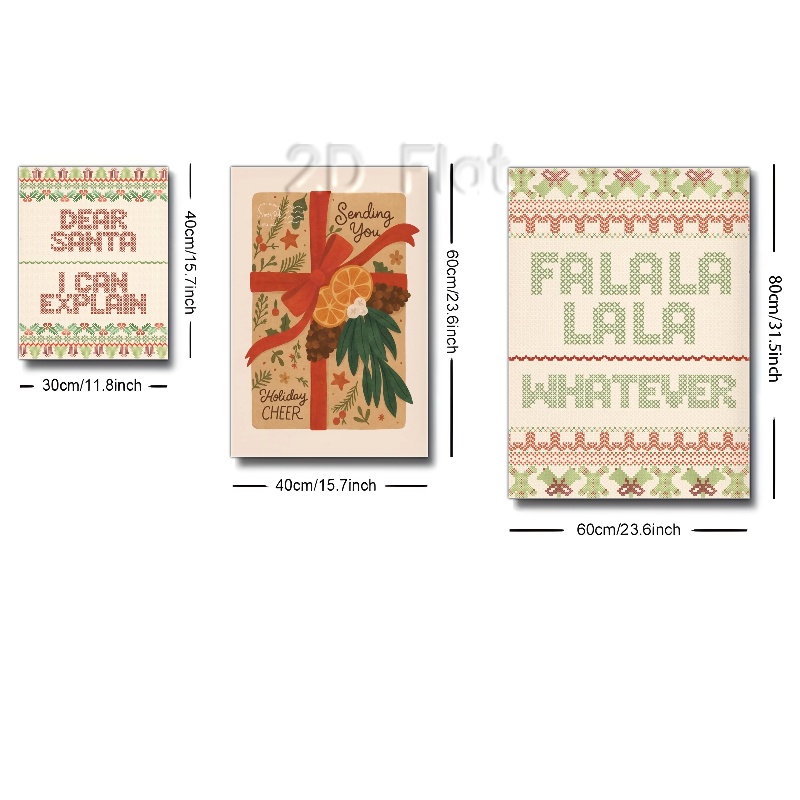 2D Flat
DEAR
SANTA
I CAN
EXPLAIN
40cm/15.7inch
30cm/11.8inch
Sending
You
Holiday
CHEER
60cm/23.6inch
40cm/15.7inch
FALALALA
LALA
WHATEVER
80cm/31.5inch
60cm/23.6inch